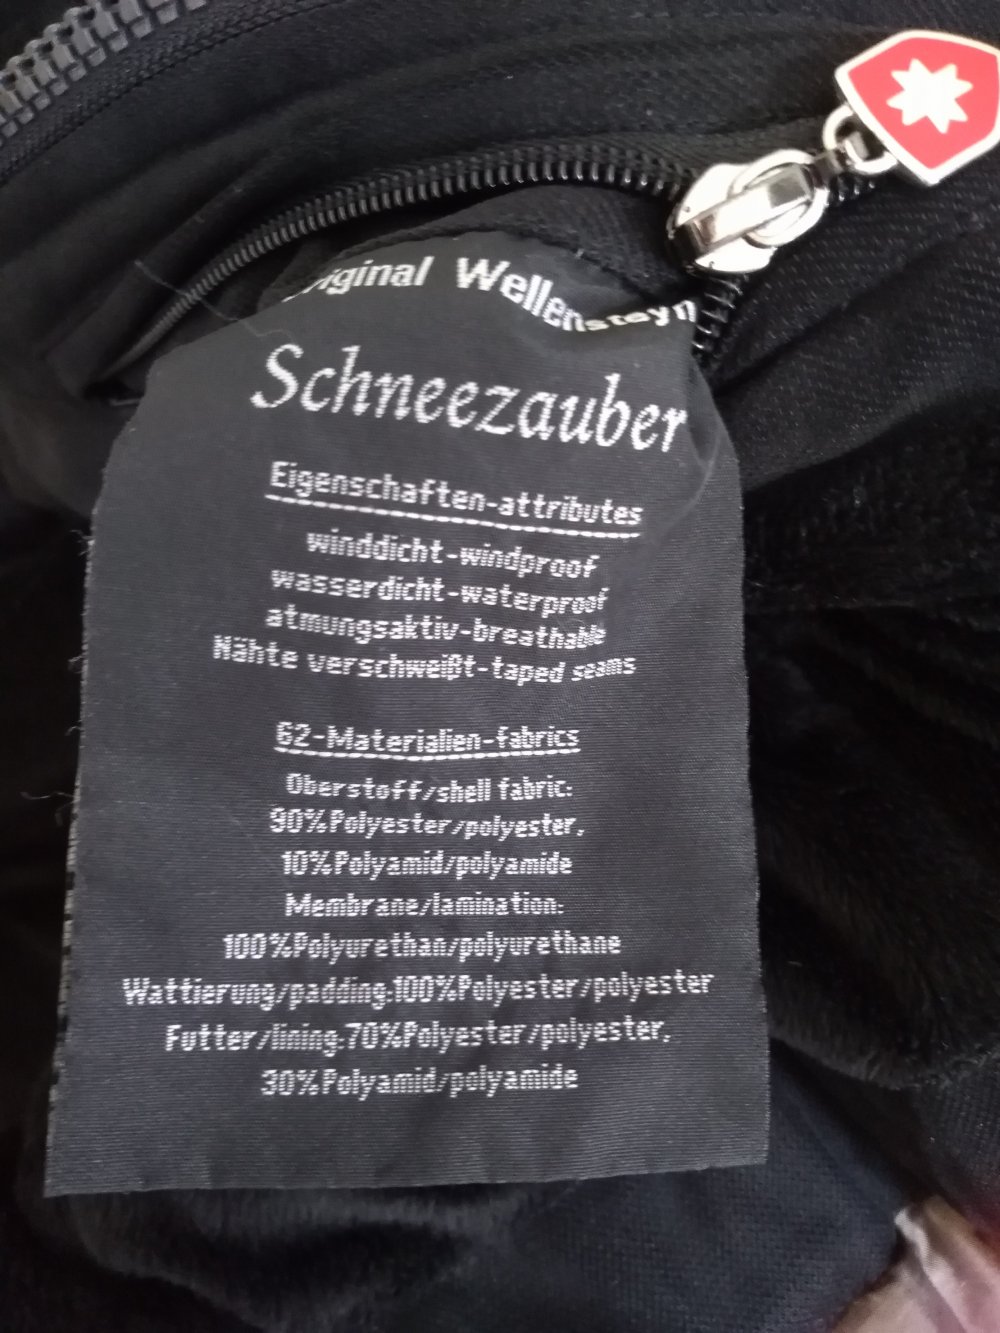 Original Wellensteyn
Schneezauber
Eigenschaften-attributes
winddicht-windproof
wasserdicht-waterproof
atmungsaktiv-breathable
Nähte verschweißt-taped seams
62-Materialien-fabrics
Oberstoff/shell fabric:
90%Polyester/polyester,
10%Polyamid/polyamide
Membrane/lamination:
100%Polyurethan/polyurethane
Wattierung/padding:100%Polyester/polyester
Futter/lining:70%Polyester/polyester,
30%Polyamid/polyamide